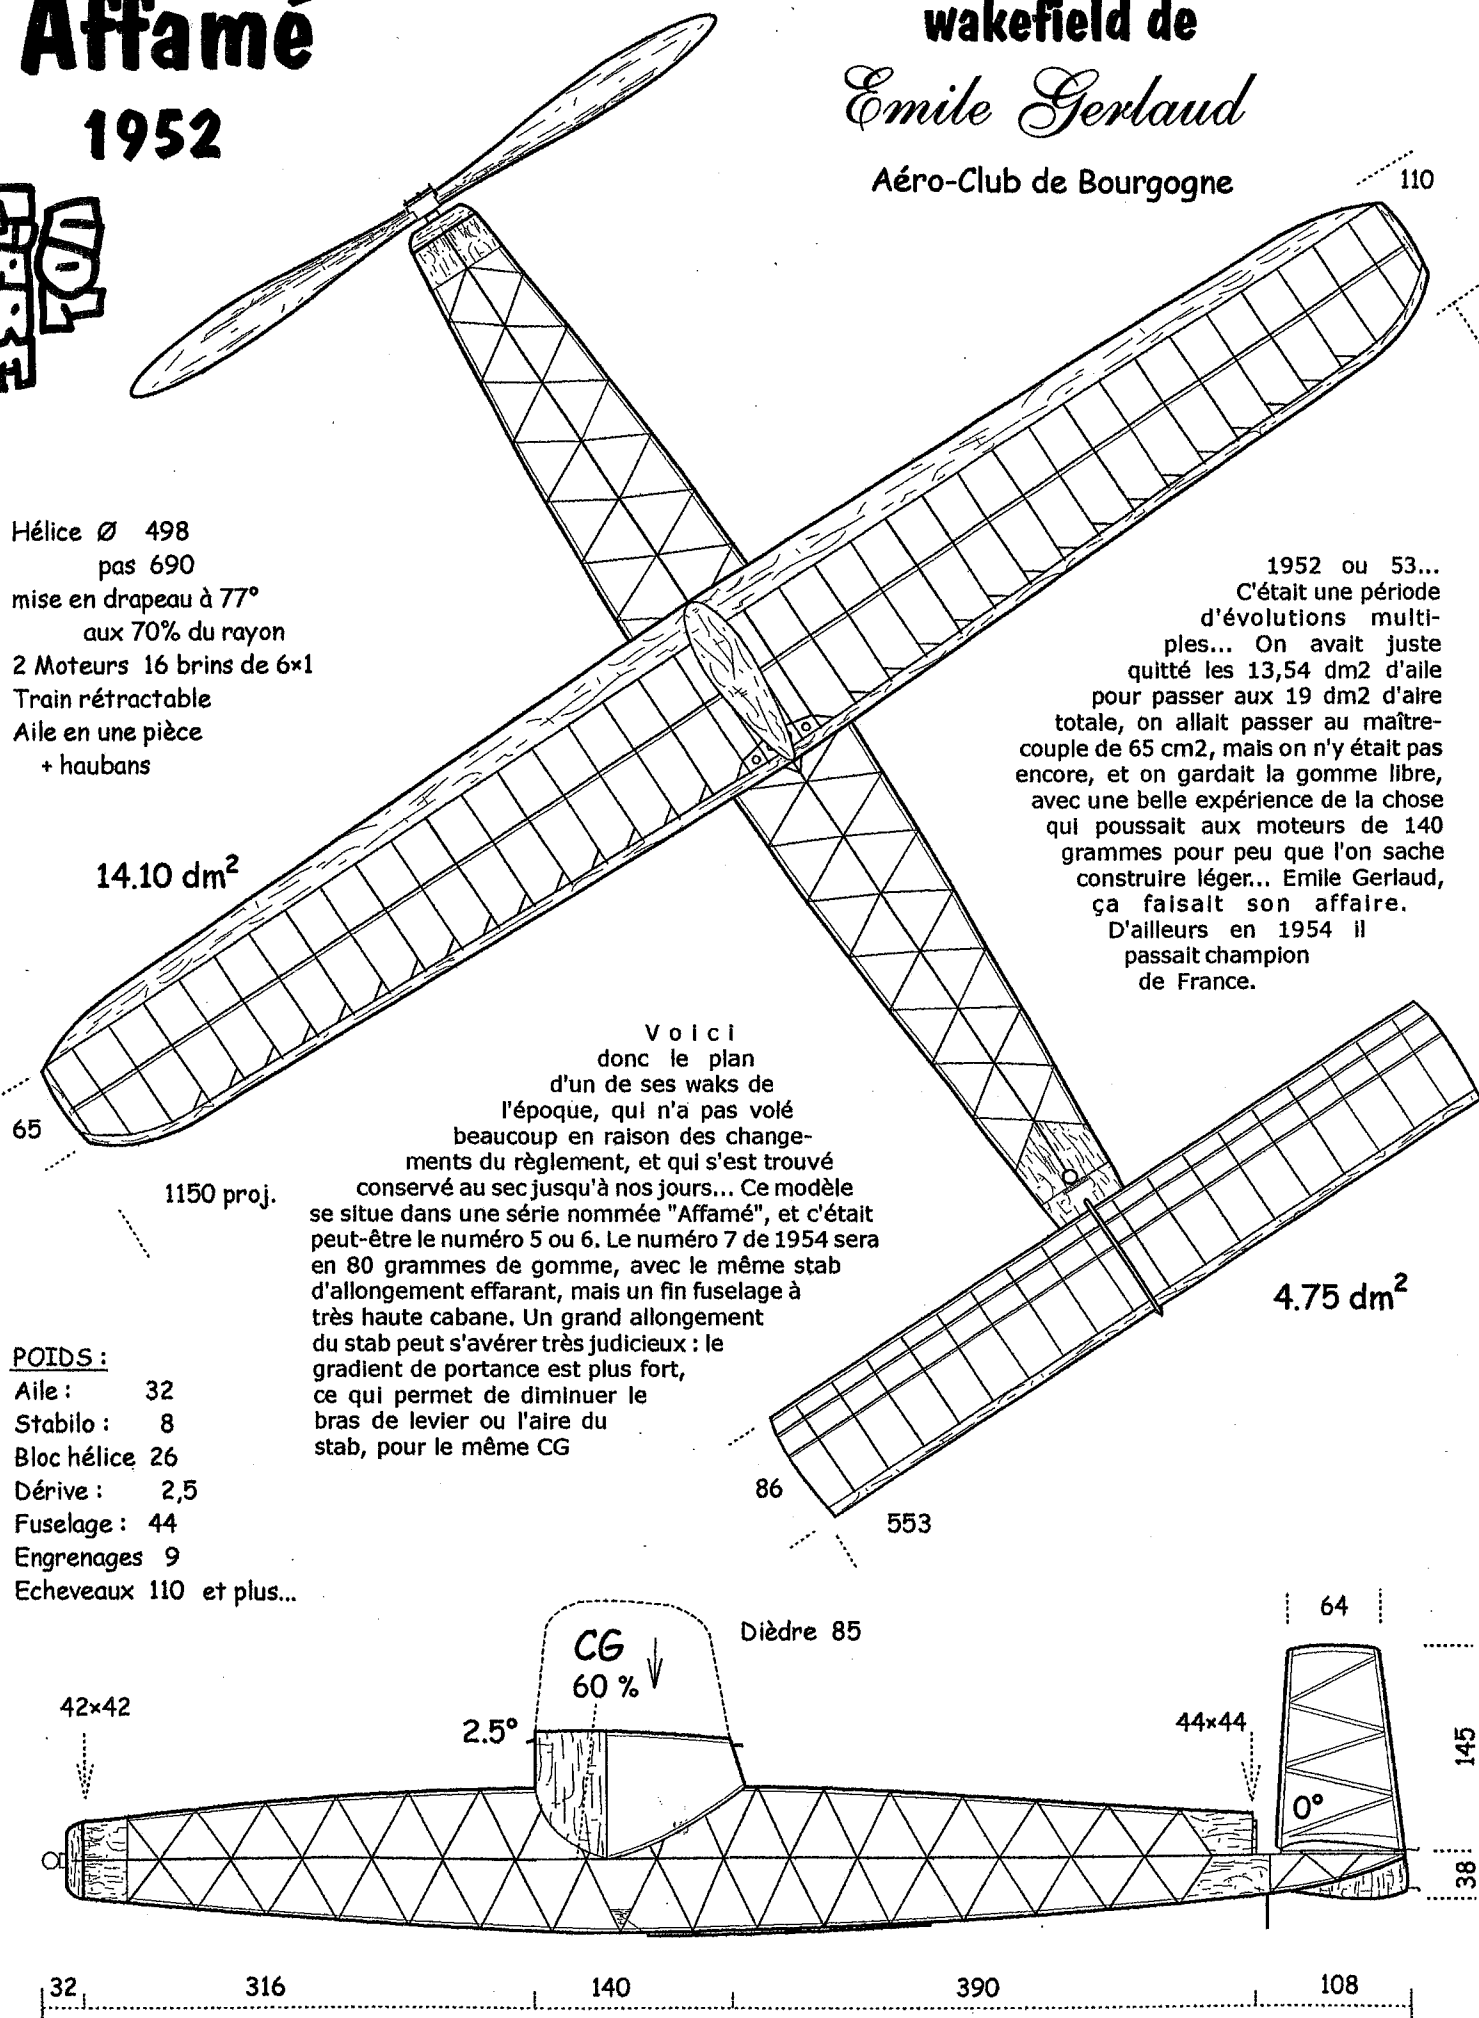 Affamé
1952
VOL
LIBRE
wakefield de
Emile Gerlaud
Aéro-Club de Bourgogne
110
Hélice Ø 498
pas 690
mise en drapeau à 77°
aux 70% du rayon
2 Moteurs 16 brins de 6×1
Train rétractable
Aile en une pièce
+ haubans
14.10 dm²
1952 ou 53...
C'était une période
d'évolutions multi-
ples... On avait juste
quitté les 13,54 dm2 d'aile
pour passer aux 19 dm2 d'aire
totale, on allait passer au maître-
couple de 65 cm2, mais on n'y était pas
encore, et on gardait la gomme libre,
avec une belle expérience de la chose
qui poussait aux moteurs de 140
grammes pour peu que l'on sache
construire léger... Emile Gerlaud,
ça faisait son affaire.
D'ailleurs en 1954 il
passait champion
de France.
65
1150 proj.
Voici
donc le plan
d'un de ses waks de
l'époque, qui n'a pas volé
beaucoup en raison des change-
ments du règlement, et qui s'est trouvé
conservé au sec jusqu'à nos jours... Ce modèle
se situe dans une série nommée "Affamé", et c'était
peut-être le numéro 5 ou 6. Le numéro 7 de 1954 sera
en 80 grammes de gomme, avec le même stab
d'allongement effarant, mais un fin fuselage à
très haute cabane. Un grand allongement
du stab peut s'avérer très judicieux : le
gradient de portance est plus fort,
ce qui permet de diminuer le
bras de levier ou l'aire du
stab, pour le même CG
4.75 dm²
86
553
POIDS :
Aile : 32
Stabilo : 8
Bloc hélice 26
Dérive : 2,5
Fuselage : 44
Engrenages 9
Echeveaux 110 et plus...
CG
60 %
Dièdre 85
64
42×42
2.5°
44×44
145
0°
38
32
316
140
390
108